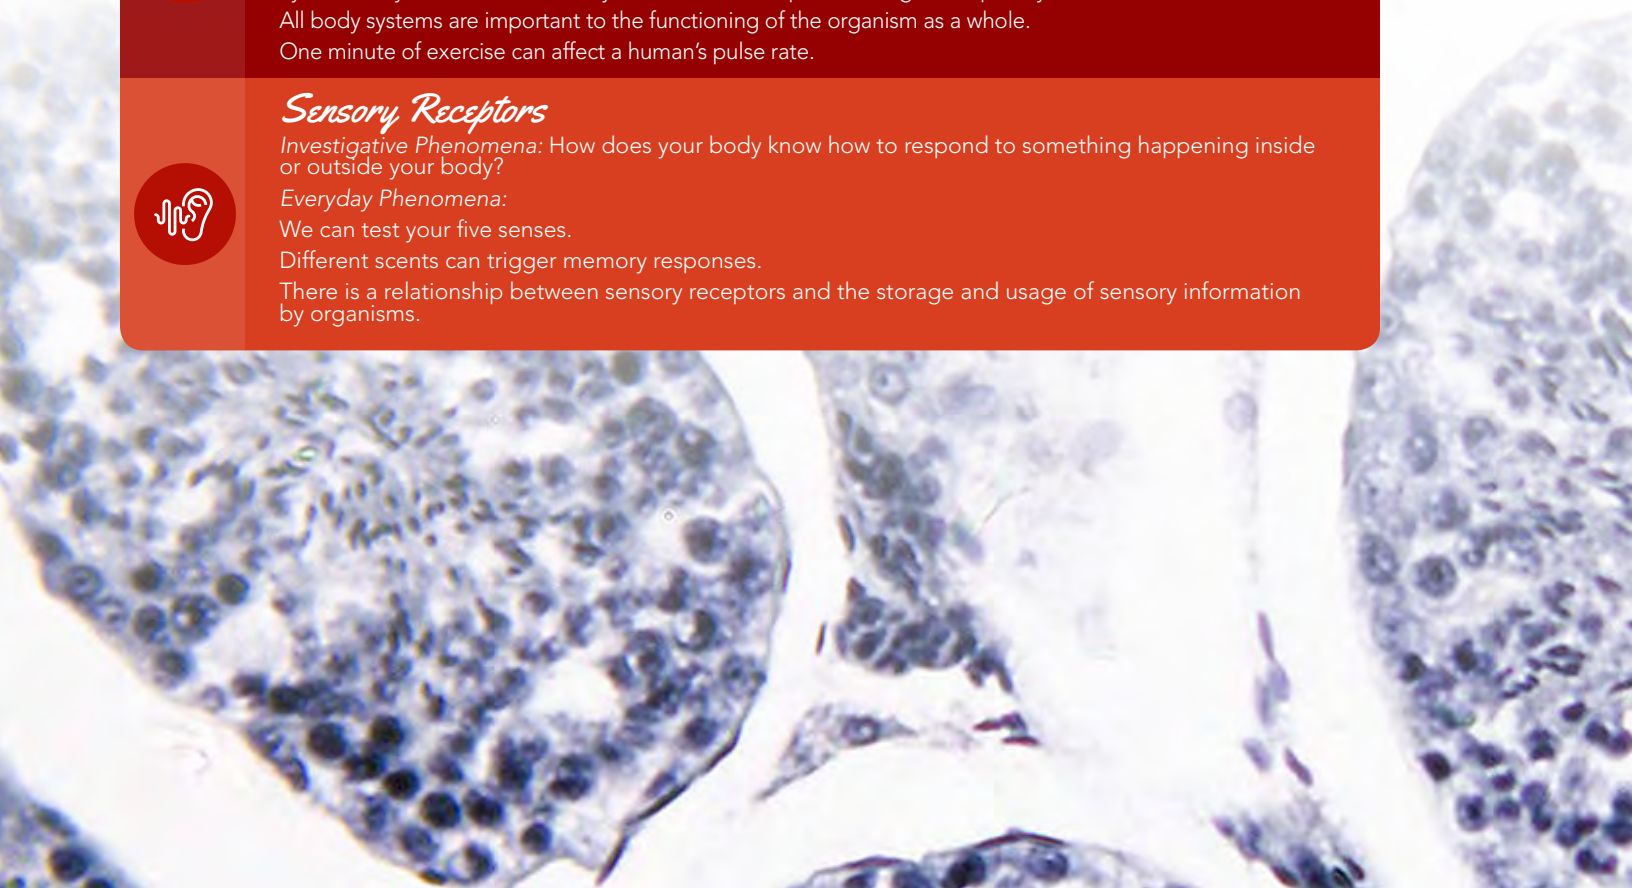 All body systems are important to the functioning of the organism as a whole.
One minute of exercise can affect a human’s pulse rate.
Sensory Receptors
Investigative Phenomena: How does your body know how to respond to something happening inside
or outside your body?
Everyday Phenomena:
We can test your five senses.
Different scents can trigger memory responses.
There is a relationship between sensory receptors and the storage and usage of sensory information
by organisms.